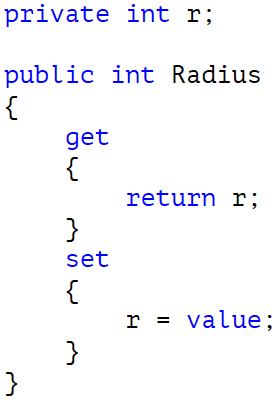 private int r;
public int Radius
{
    get
    {
        return r;
    }
    set
    {
        r = value;
    }
}